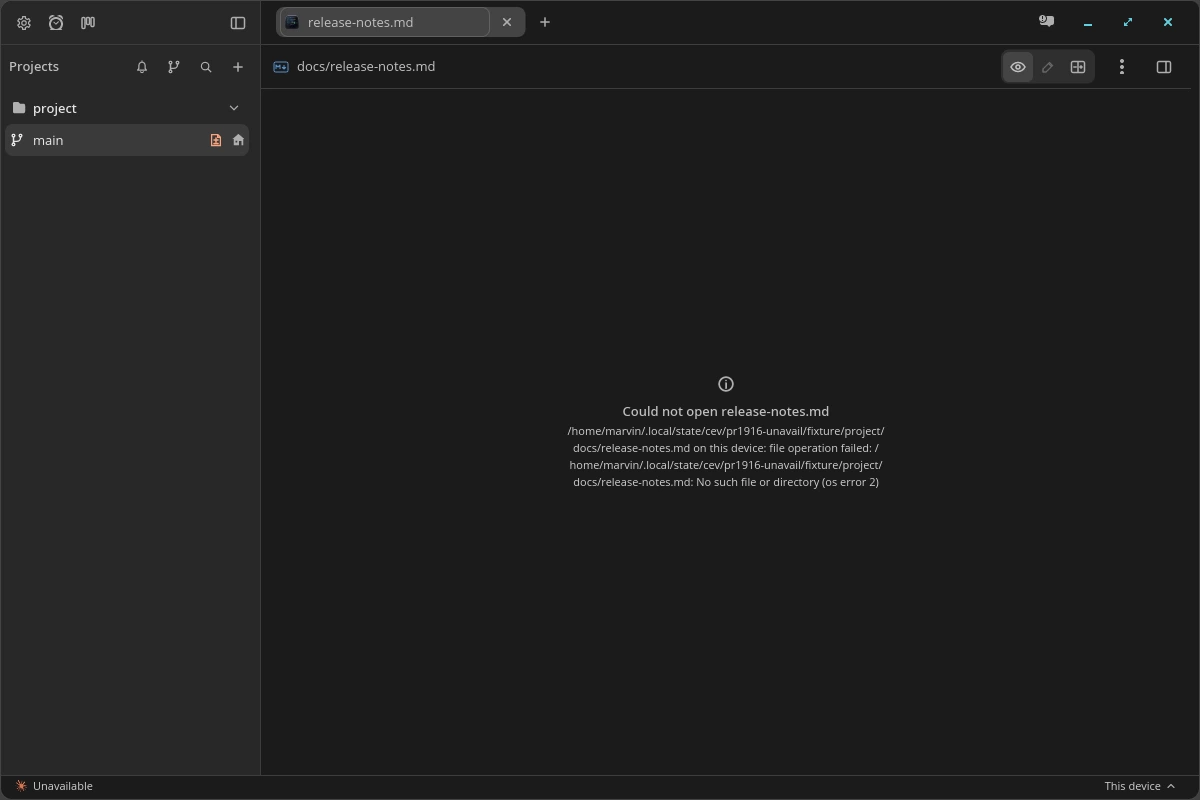 release-notes.md
Projects
docs/release-notes.md
project
main
Could not open release-notes.md
/home/marvin/.local/state/cev/pr1916-unavail/fixture/project/
docs/release-notes.md on this device: file operation failed: /
home/marvin/.local/state/cev/pr1916-unavail/fixture/project/
docs/release-notes.md: No such file or directory (os error 2)
Unavailable
This device